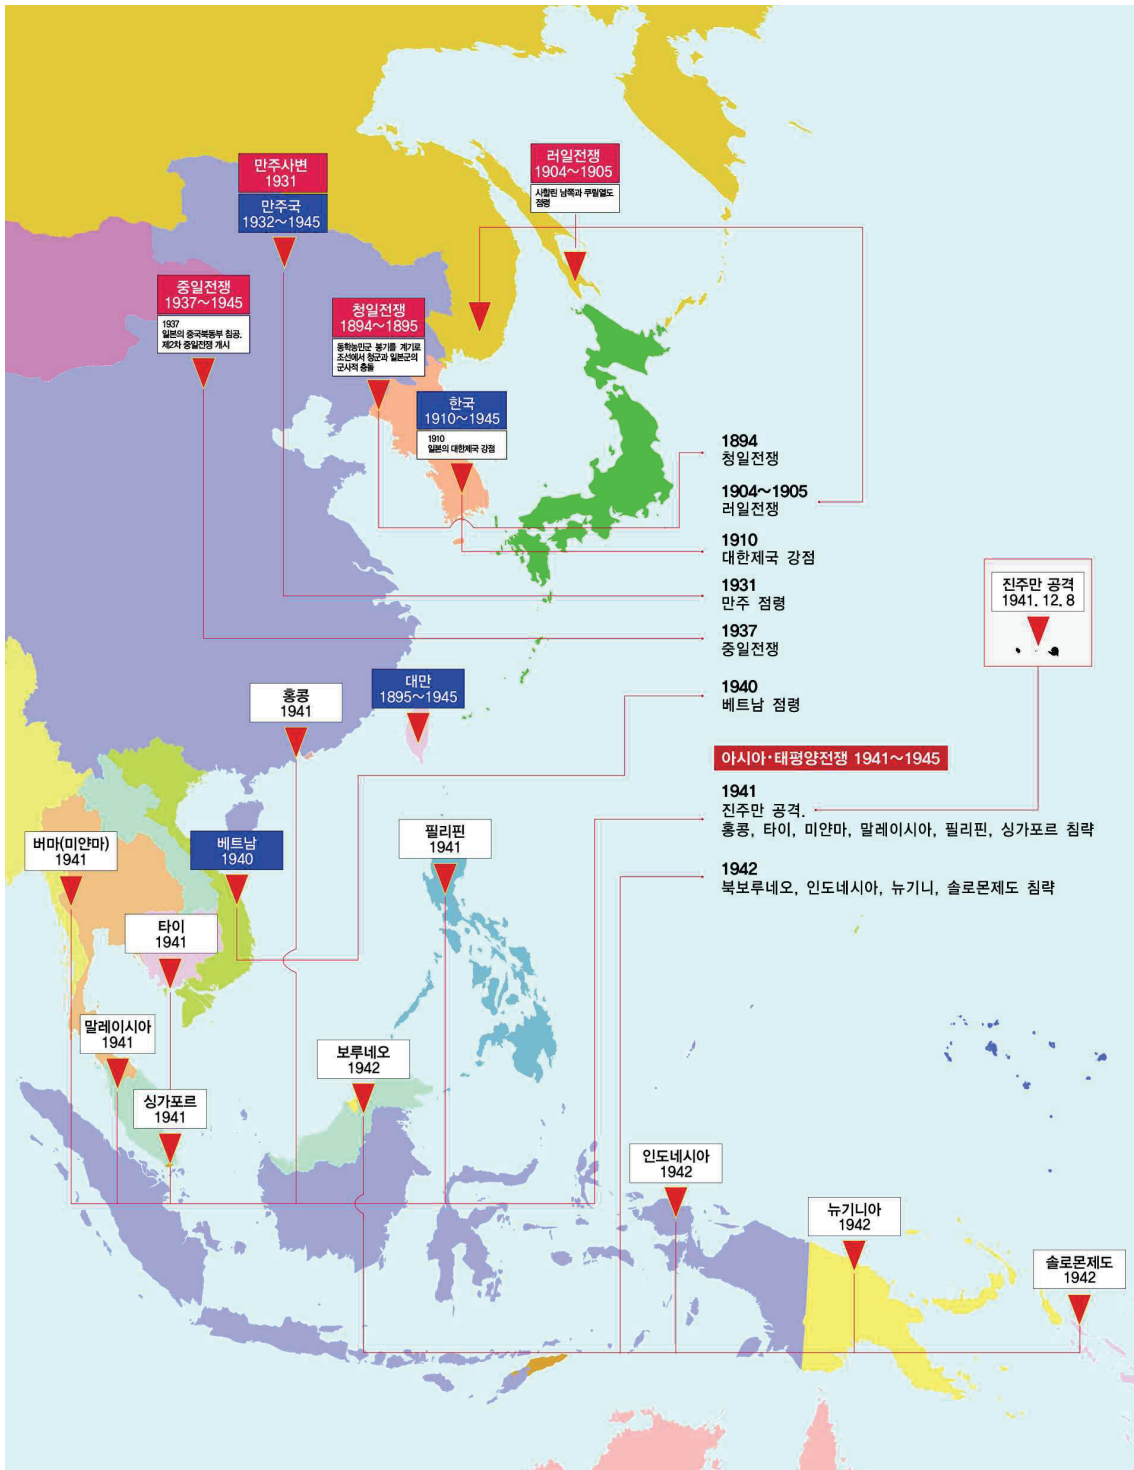 만주사변
1931
만주국
1932～1945
러일전쟁
1904～1905
사할린 남쪽과 쿠릴열도
점령
중일전쟁
1937～1945
1937
일본의 중국북동부 침공.
제2차 중일전쟁 개시
청일전쟁
1894～1895
동학농민군 봉기를 계기로
조선에서 청군과 일본군의
군사적 충돌
한국
1910～1945
1910
일본의 대한제국 강점
1894
청일전쟁
1904～1905
러일전쟁
1910
대한제국 강점
1931
만주 점령
1937
중일전쟁
진주만 공격
1941. 12. 8
대만
1895～1945
홍콩
1941
1940
베트남 점령
아시아·태평양전쟁 1941～1945
1941
진주만 공격.
홍콩, 타이, 미얀마, 말레이시아, 필리핀, 싱가포르 침략
1942
북보루네오, 인도네시아, 뉴기니, 솔로몬제도 침략
버마(미얀마)
1941
베트남
1940
필리핀
1941
타이
1941
말레이시아
1941
보루네오
1942
싱가포르
1941
인도네시아
1942
뉴기니아
1942
솔로몬제도
1942